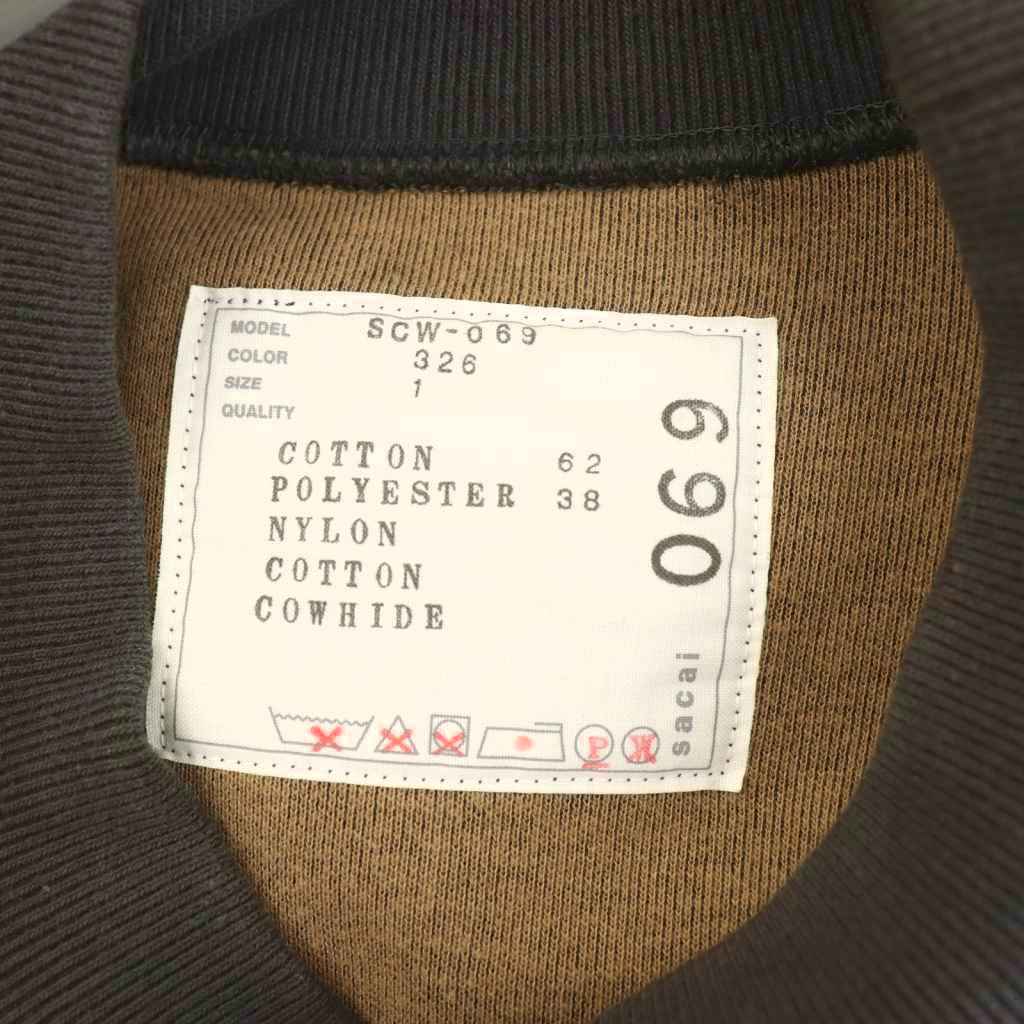 MODEL SCW-069
COLOR 326
SIZE 1
QUALITY
COTTON 62
POLYESTER 38
NYLON
COTTON
COWHIDE
P W
sacai 069